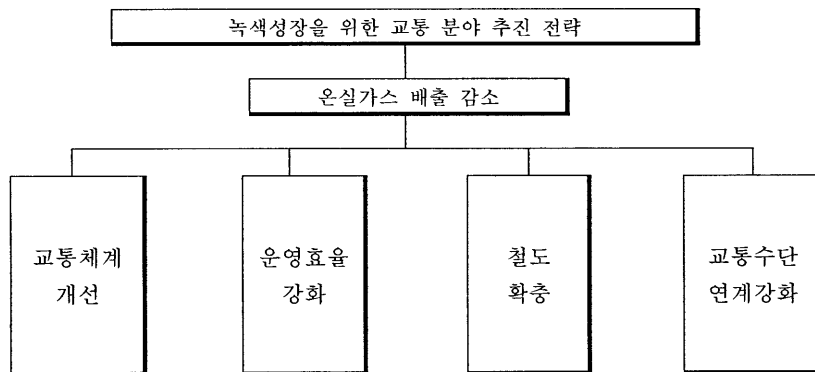 녹색성장을 위한 교통 분야 추진 전략
온실가스 배출 감소
교통체계
개선
운영효율
강화
철도
확충
교통수단
연계강화